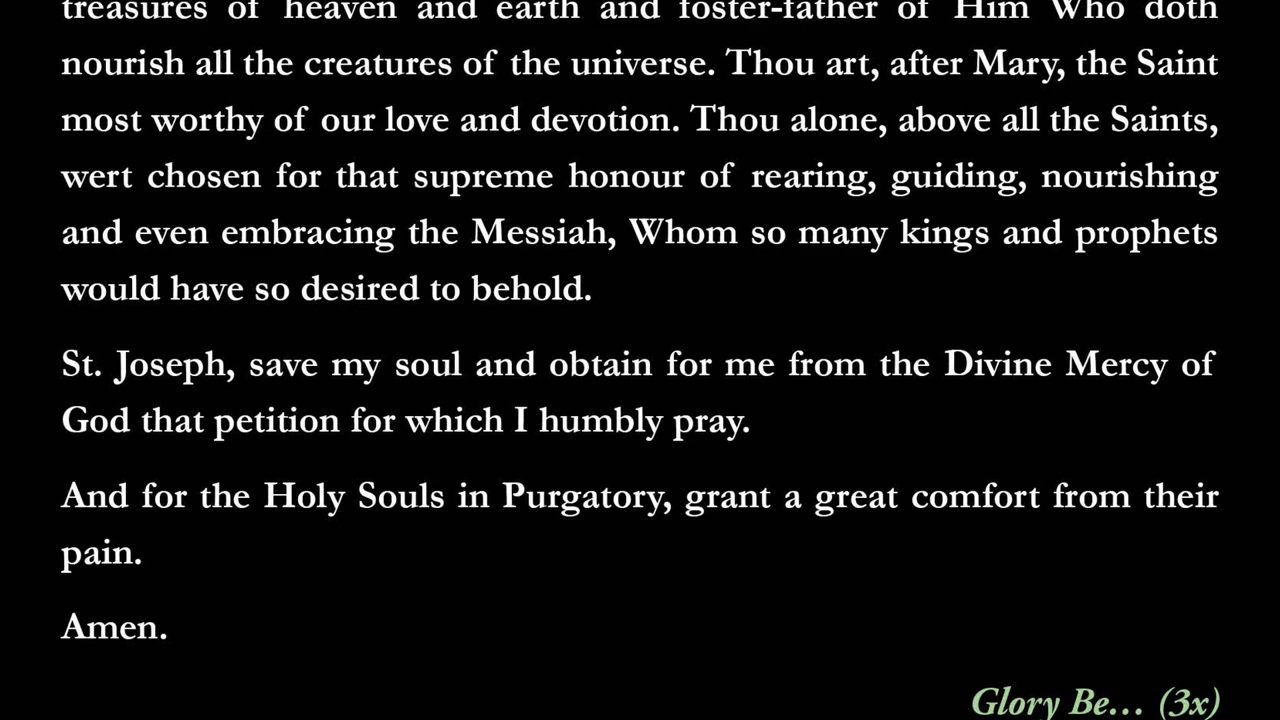 treasures of heaven and earth and foster-father of Him Who doth
nourish all the creatures of the universe. Thou art, after Mary, the Saint
most worthy of our love and devotion. Thou alone, above all the Saints,
wert chosen for that supreme honour of rearing, guiding, nourishing
and even embracing the Messiah, Whom so many kings and prophets
would have so desired to behold.
St. Joseph, save my soul and obtain for me from the Divine Mercy of
God that petition for which I humbly pray.
And for the Holy Souls in Purgatory, grant a great comfort from their
pain.
Amen.
Glory Be... (3x)